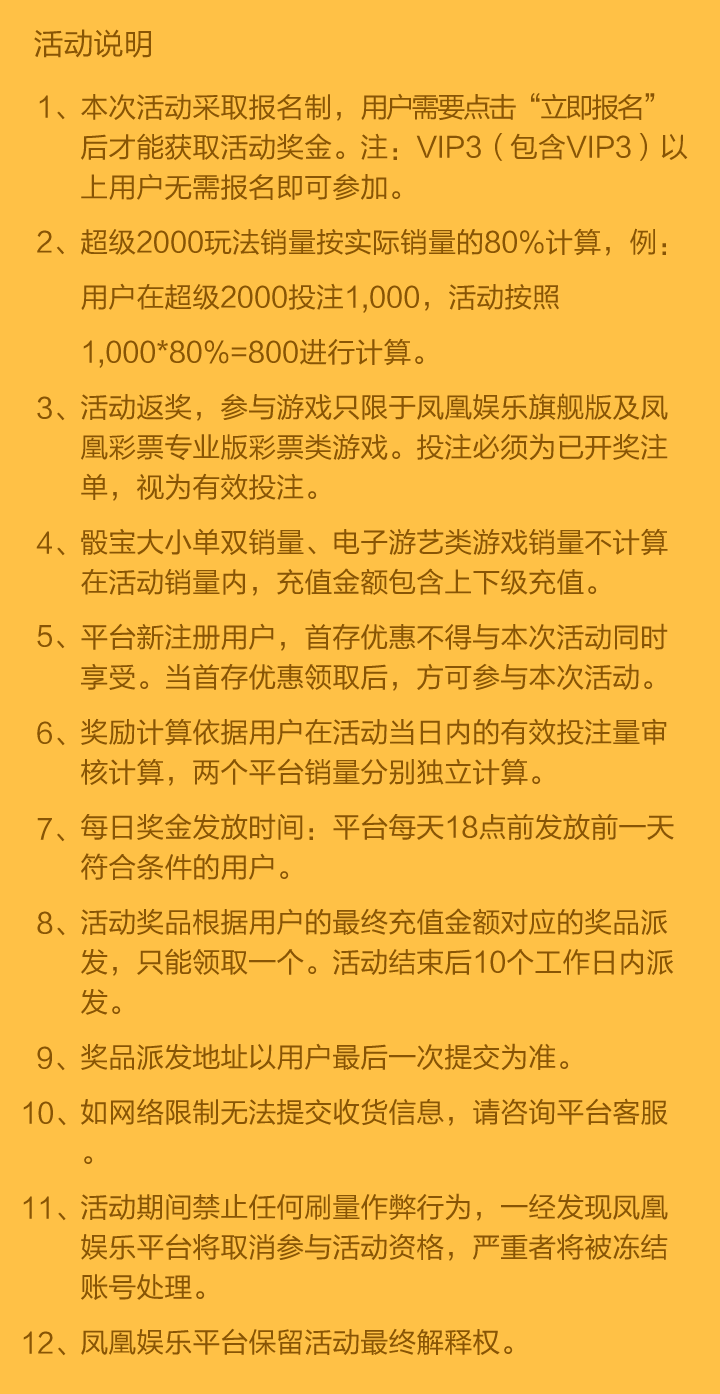 活动说明
1、本次活动采取报名制，用户需要点击“立即报名”
后才能获取活动奖金。注：VIP3（包含VIP3）以
上用户无需报名即可参加。
2、超级2000玩法销量按实际销量的80%计算，例：
用户在超级2000投注1,000，活动按照
1,000*80%=800进行计算。
3、活动返奖，参与游戏只限于凤凰娱乐旗舰版及凤
凰彩票专业版彩票类游戏。投注必须为已开奖注
单，视为有效投注。
4、骰宝大小单双销量、电子游艺类游戏销量不计算
在活动销量内，充值金额包含上下级充值。
5、平台新注册用户，首存优惠不得与本次活动同时
享受。当首存优惠领取后，方可参与本次活动。
6、奖励计算依据用户在活动当日内的有效投注量审
核计算，两个平台销量分别独立计算。
7、每日奖金发放时间：平台每天18点前发放前一天
符合条件的用户。
8、活动奖品根据用户的最终充值金额对应的奖品派
发，只能领取一个。活动结束后10个工作日内派
发。
9、奖品派发地址以用户最后一次提交为准。
10、如网络限制无法提交收货信息，请咨询平台客服
。
11、活动期间禁止任何刷量作弊行为，一经发现凤凰
娱乐平台将取消参与活动资格，严重者将被冻结
账号处理。
12、凤凰娱乐平台保留活动最终解释权。